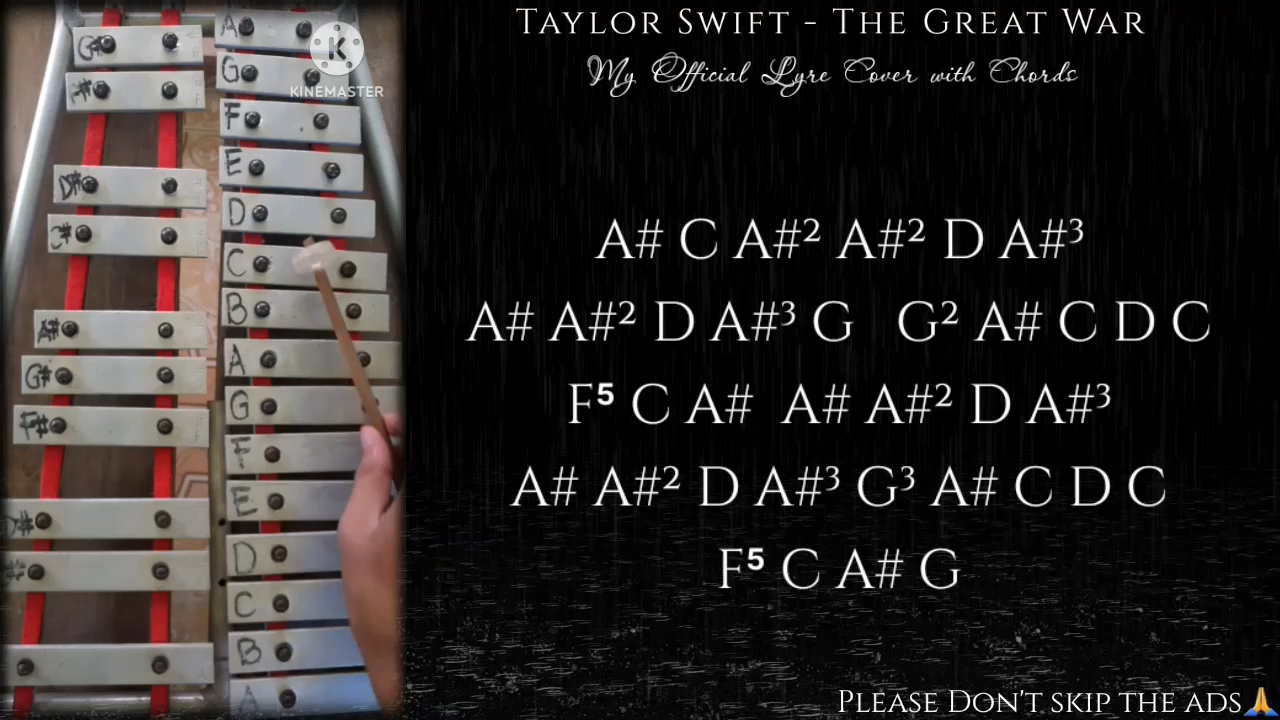 Taylor Swift - The Great War
My Official Lyre Cover with Chords
A# C A#² A#² D A#³
A# A#² D A#³ G G² A# C D C
F⁵ C A# A# A#² D A#³
A# A#² D A#³ G³ A# C D C
F⁵ C A# G
Please Don't skip the ads🙏
K
KINEMASTER
G#
#
D#
C#
A#
G#
F#
A
G
F
E
D
C
B
A
G
F
E
D
C
B
A